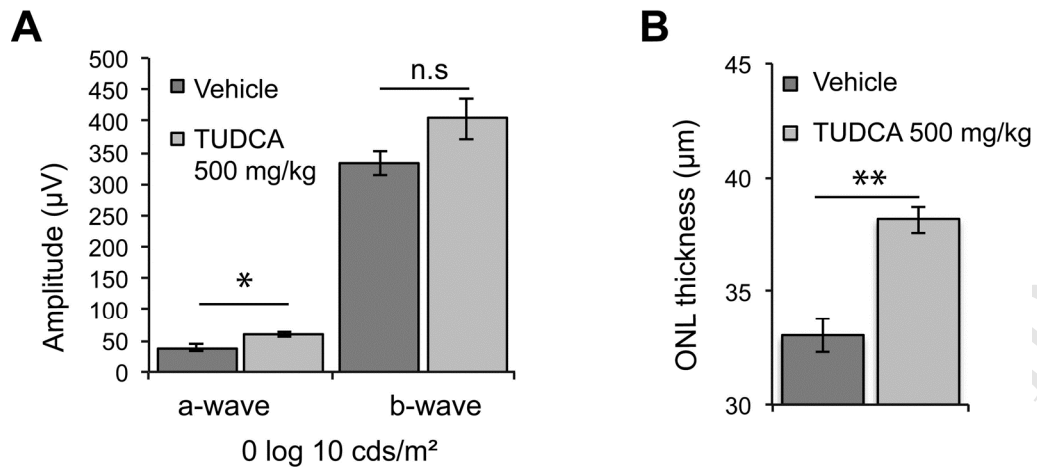 A
500
450
400
350
300
250
200
150
100
50
0
Amplitude (µV)
Vehicle
TUDCA
500 mg/kg
*
n.s
a-wave b-wave
0 log 10 cds/m²
B
45
40
35
30
ONL thickness (µm)
Vehicle
TUDCA 500 mg/kg
**